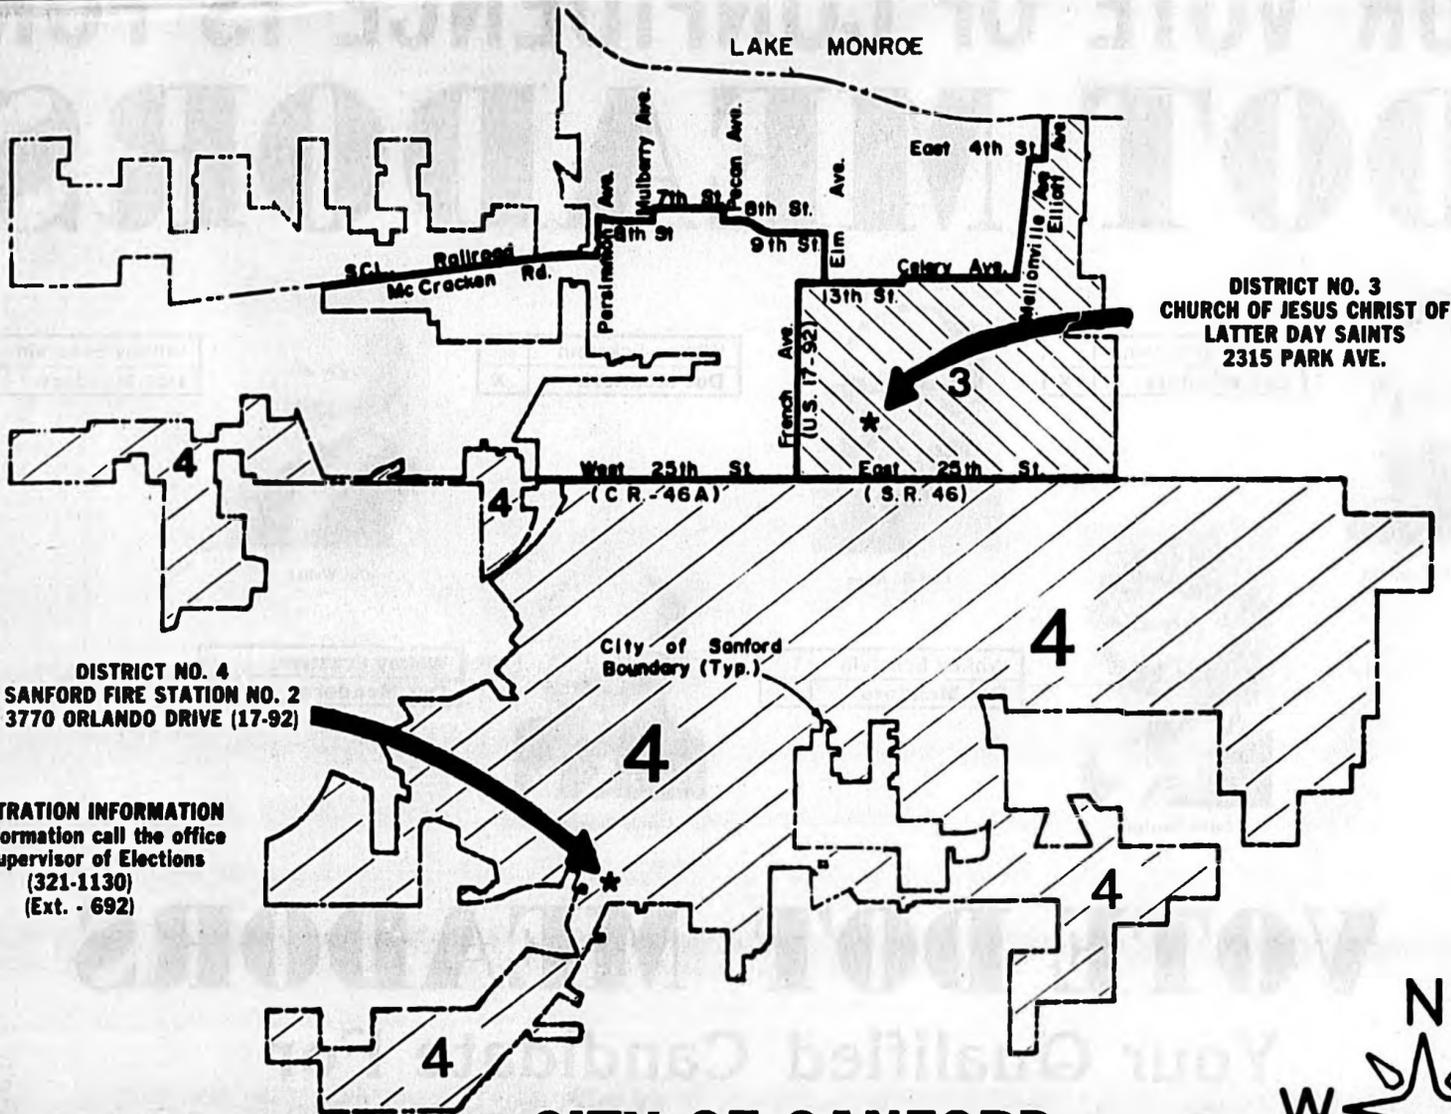 LAKE MONROE
Mulberry Ave.
Pecan Ave.
East 4th St.
Elliott Ave.
Ave.
7th St.
8th St.
8th St
9th St.
Elm
Persimmon Ave.
S.C.L. Railroad
Mc Cracken Rd.
Celery Ave.
Mellonville Ave.
13th St.
DISTRICT NO. 3
CHURCH OF JESUS CHRIST OF
LATTER DAY SAINTS
2315 PARK AVE.
French Ave.
(U.S. 17-92)
3
*
4
4
West 25th St.
East 25th St.
(C.R.-46A)
(S.R. 46)
4
City of Sanford
Boundary (Typ.)
DISTRICT NO. 4
SANFORD FIRE STATION NO. 2
3770 ORLANDO DRIVE (17-92)
4
TRATION INFORMATION
ormation call the office
upervisor of Elections
(321-1130)
(Ext. - 692)
*
4
4
N
W
CITY OF SANFORD